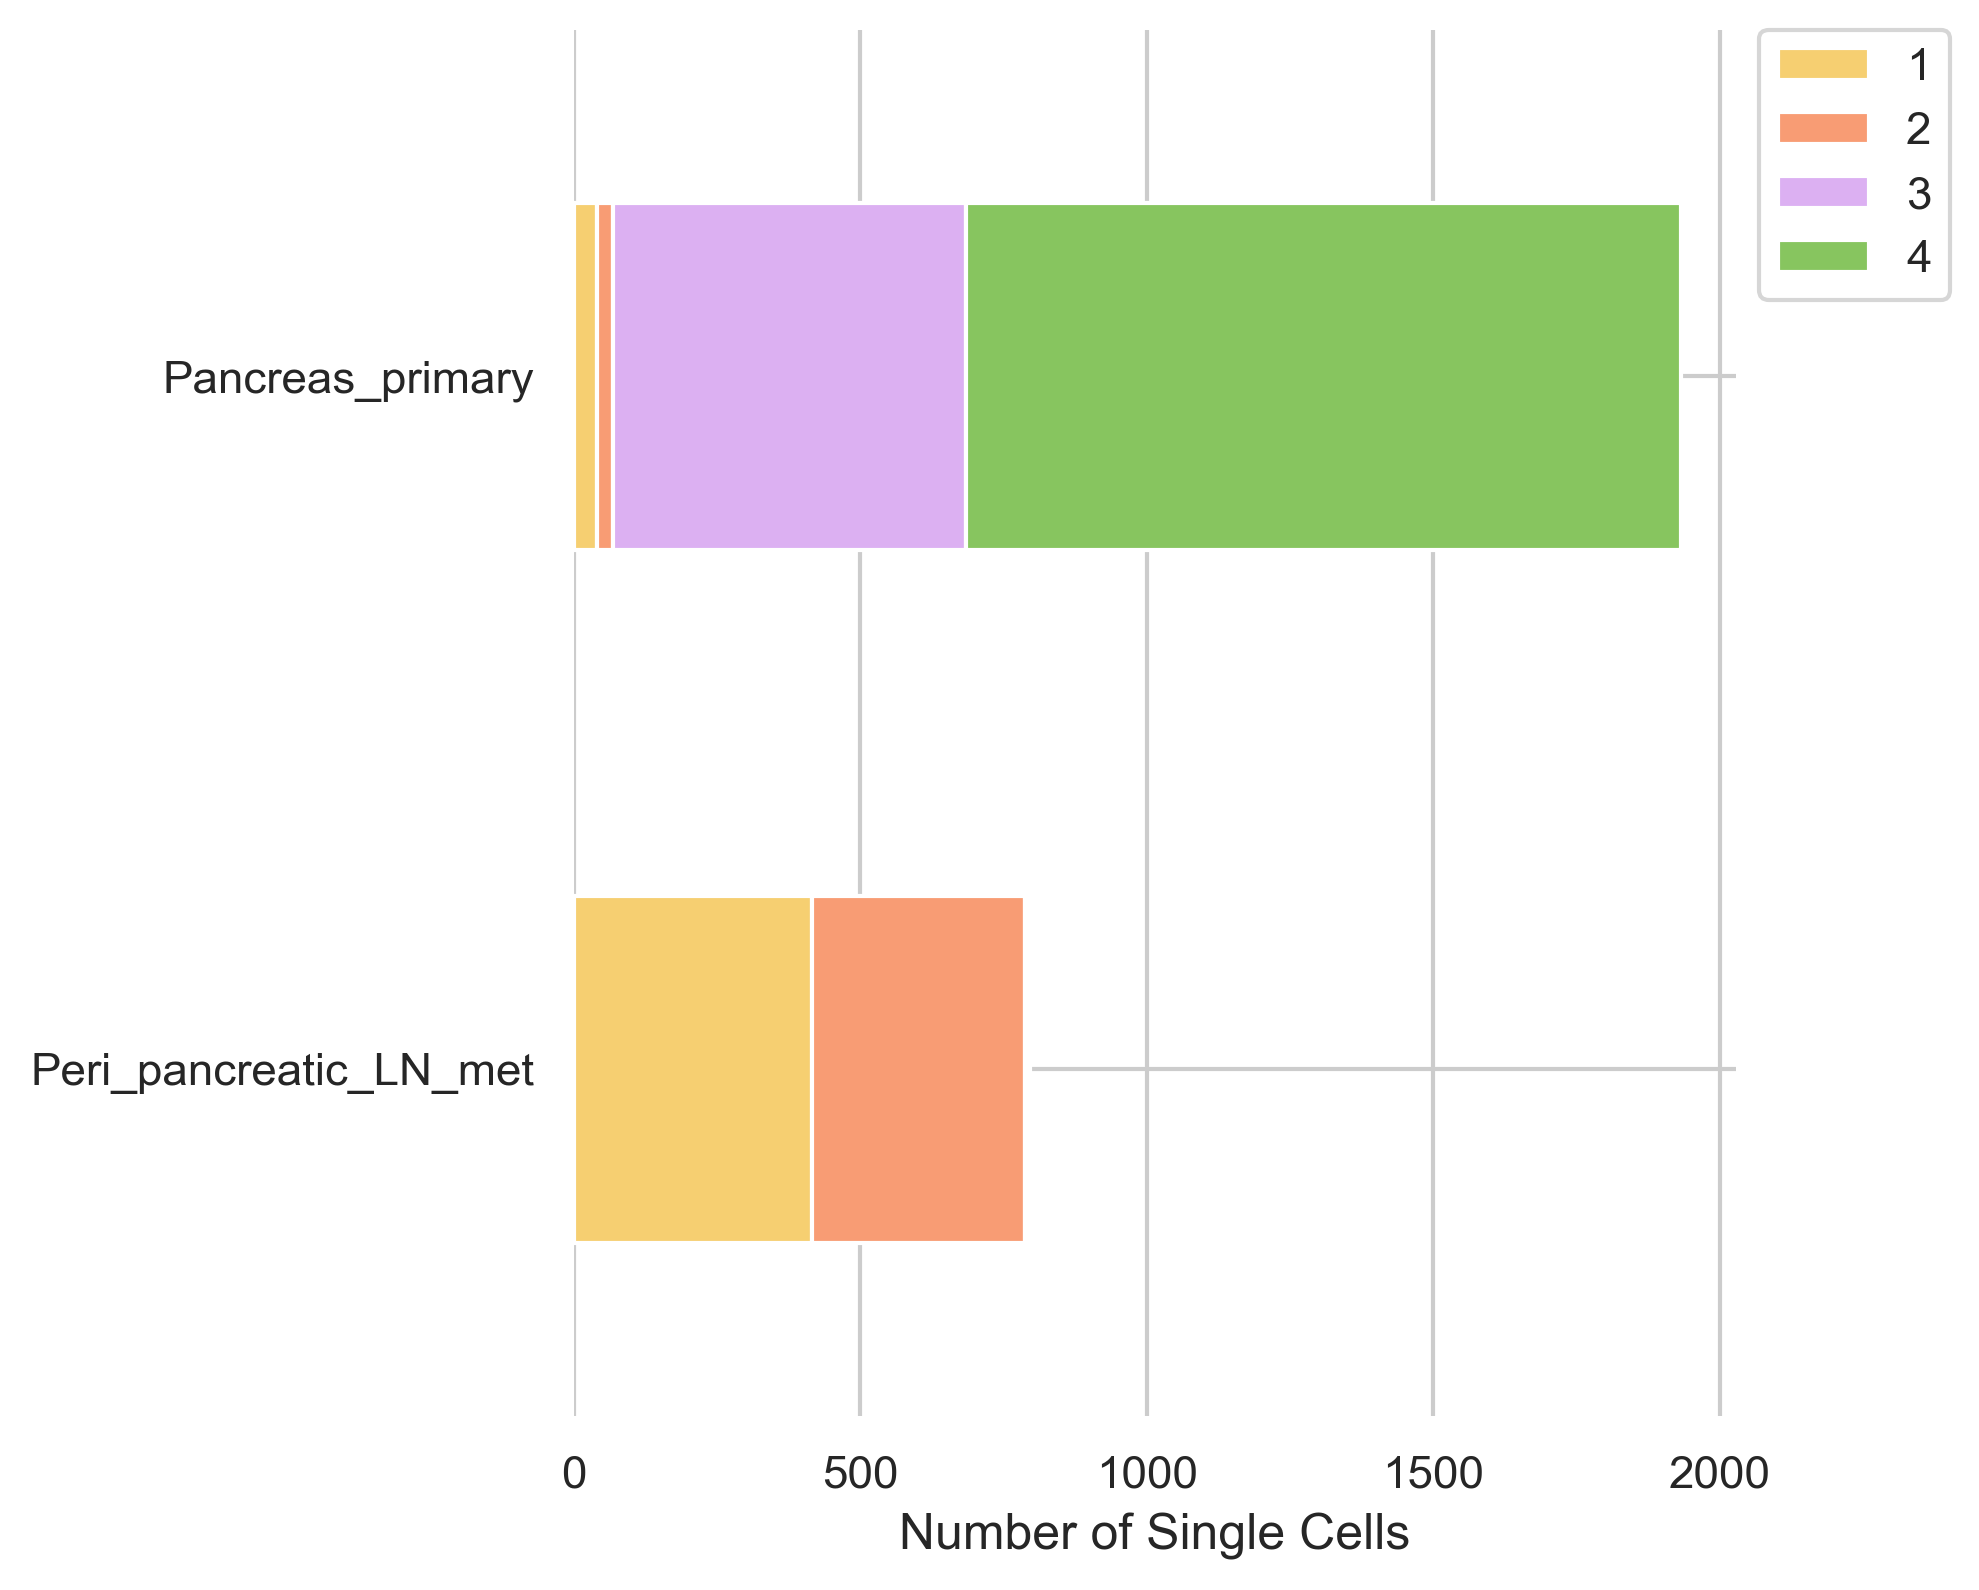 1
2
3
4
Pancreas_primary
Peri_pancreatic_LN_met
0 500 1000 1500 2000
Number of Single Cells